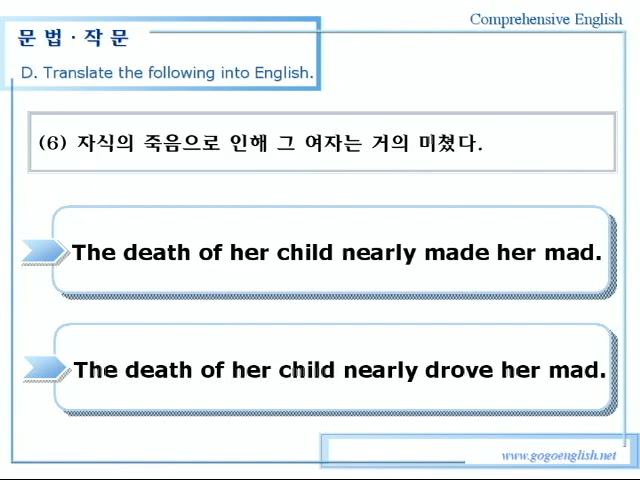 Comprehensive English
문 법 · 작 문
D. Translate the following into English.
(6) 자식의 죽음으로 인해 그 여자는 거의 미쳤다.
The death of her child nearly made her mad.
The death of her child nearly drove her mad.
www.gogoenglish.net